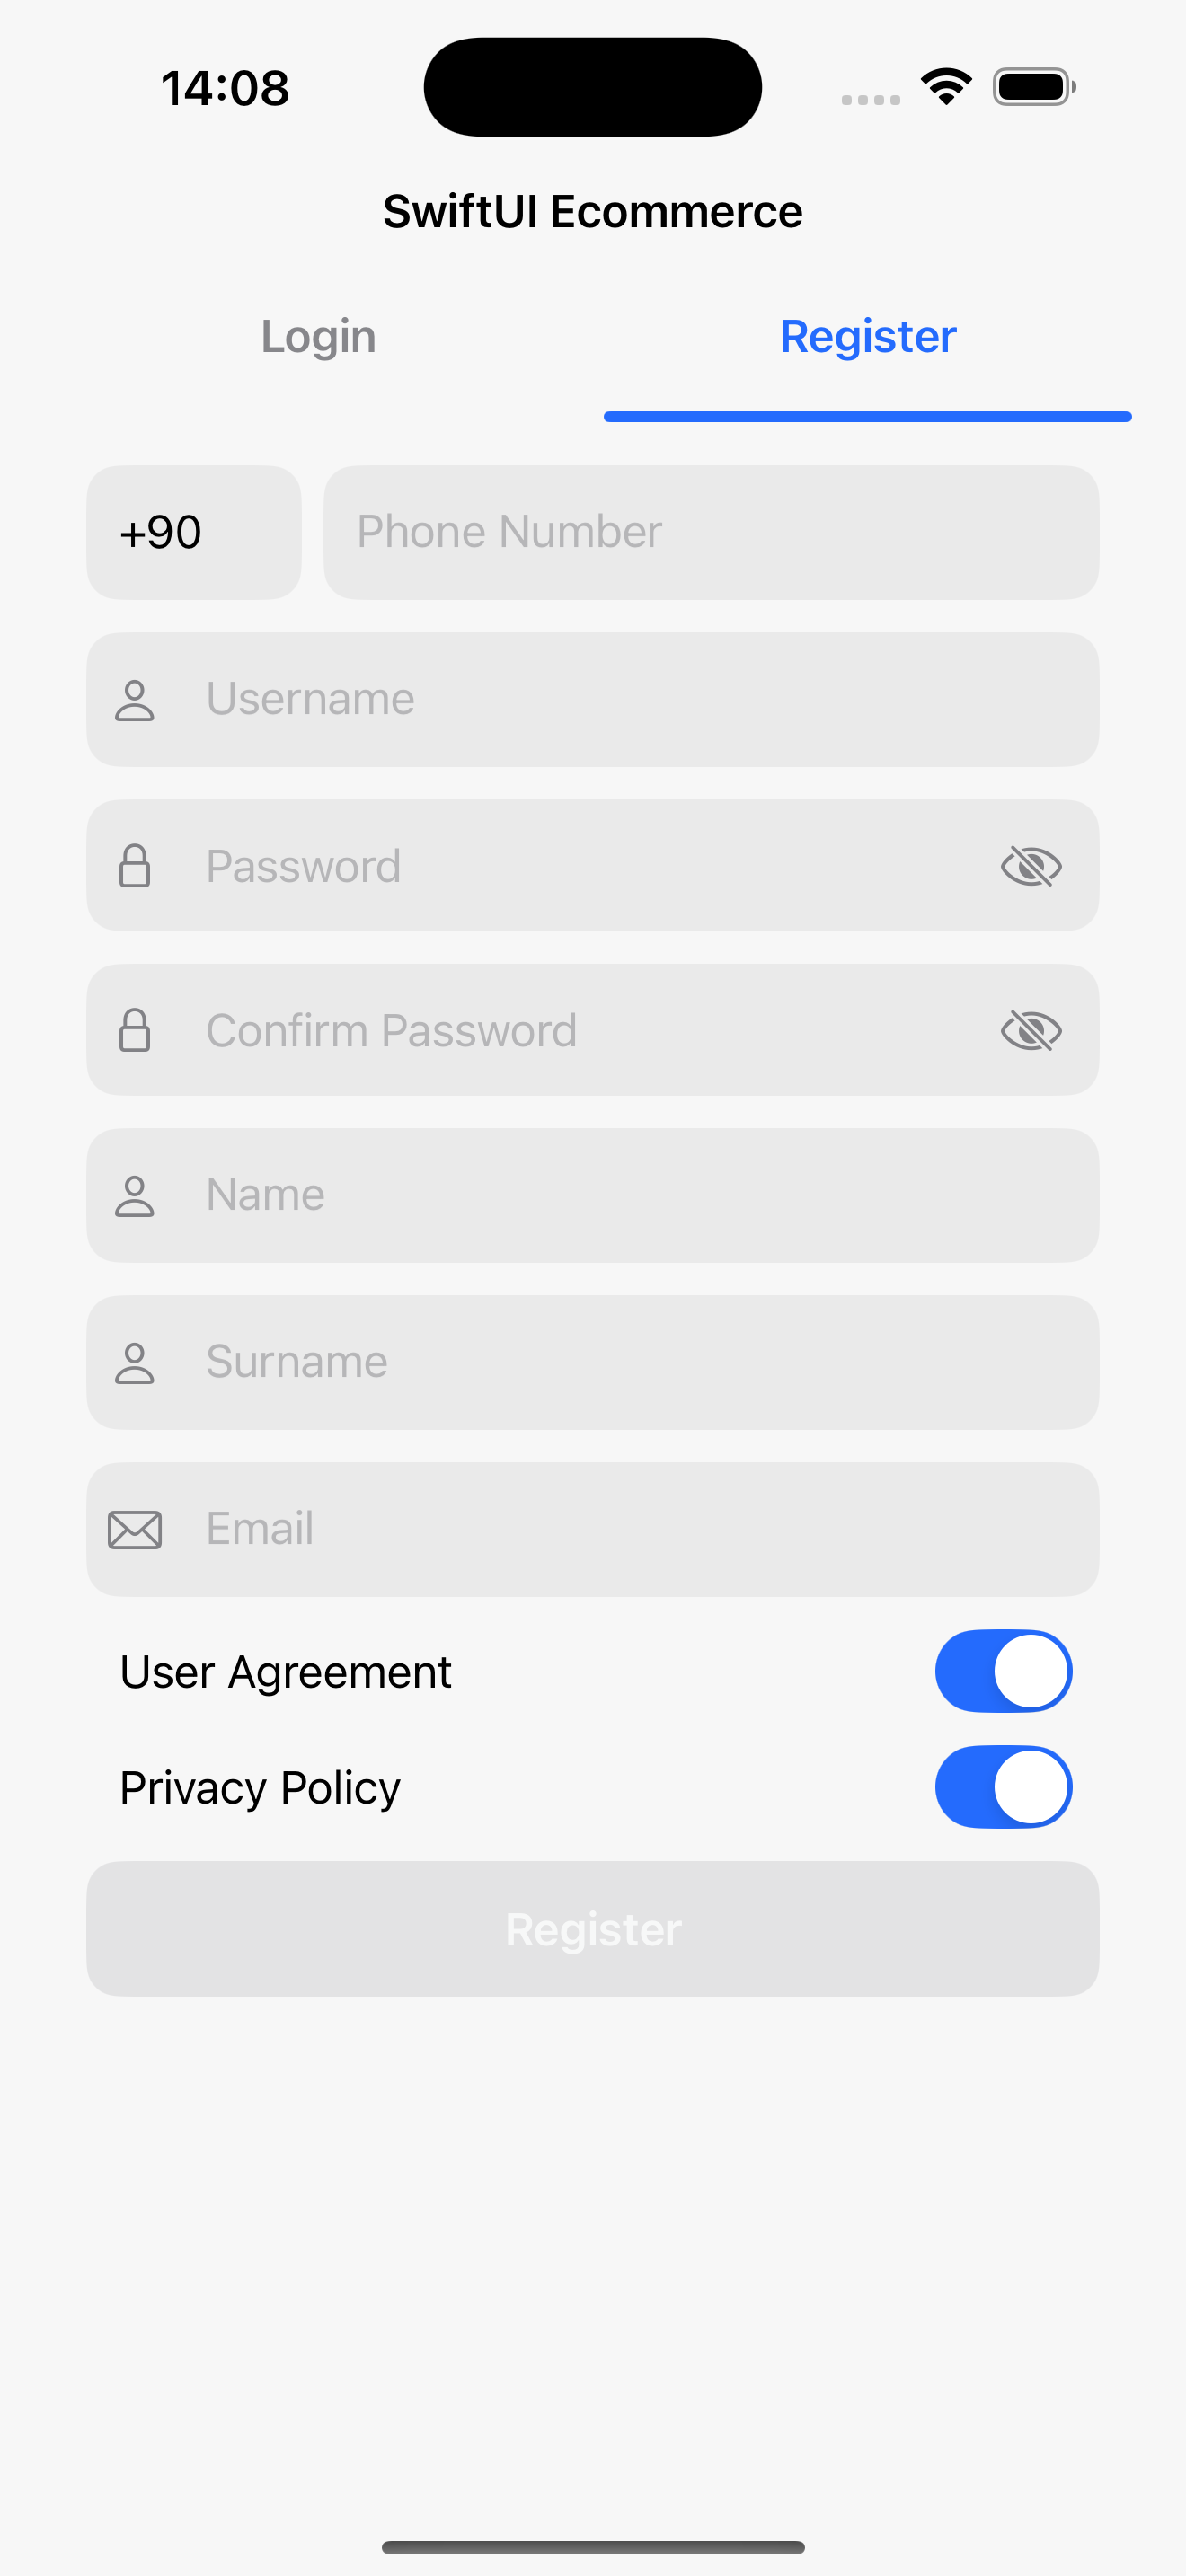 14:08
SwiftUI Ecommerce
Login Register
+90 Phone Number
Username
Password
Confirm Password
Name
Surname
Email
User Agreement
Privacy Policy
Register